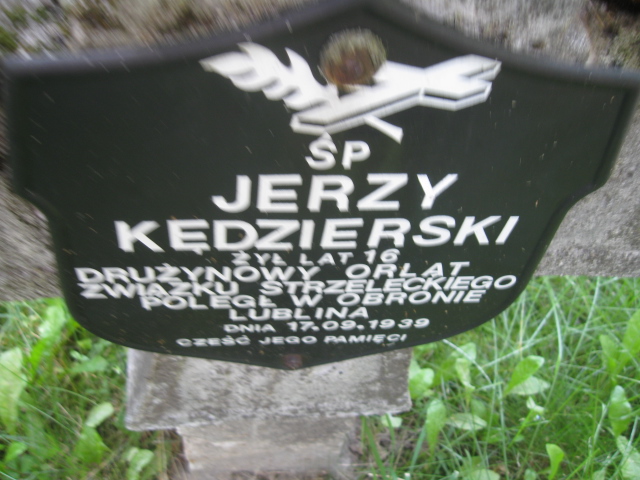 ŚP
JERZY
KĘDZIERSKI
ŻYŁ LAT 16
DRUŻYNOWY ORLĄT
ZWIĄZKU STRZELECKIEGO
POLEGŁ W OBRONIE
LUBLINA
DNIA 17.09.1939
CZEŚĆ JEGO PAMIĘCI